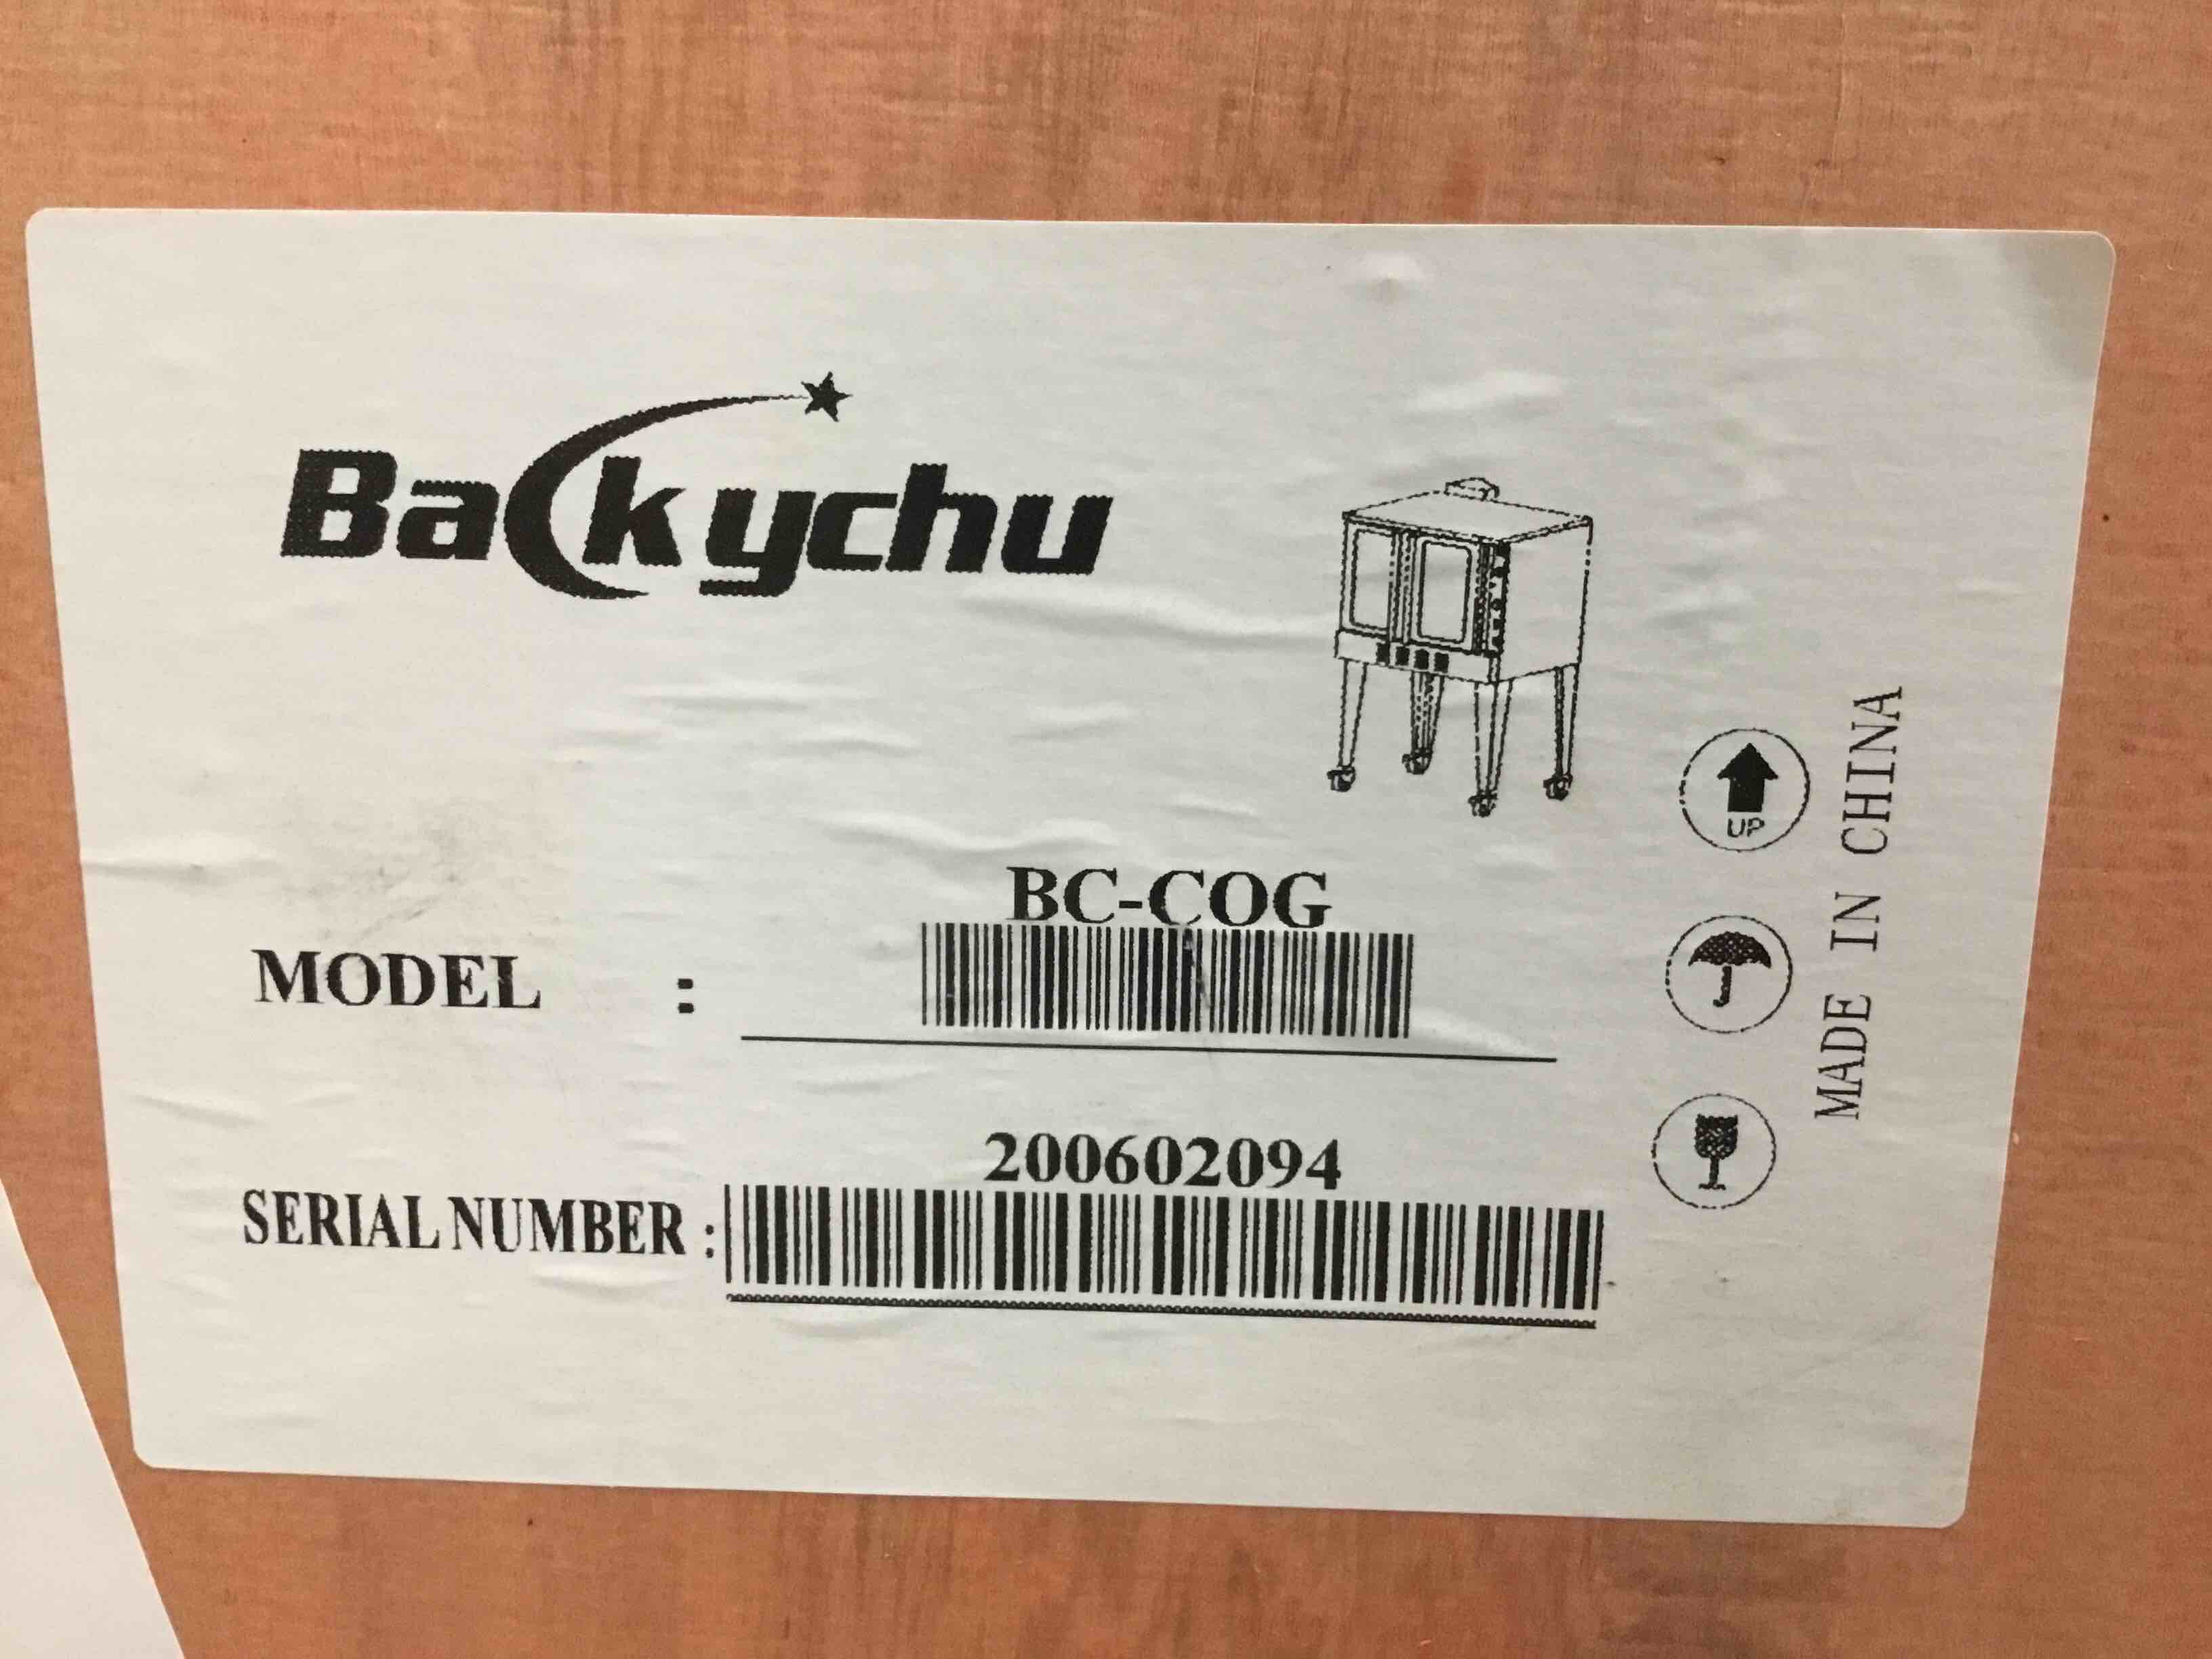 Backychu
BC-COG
MODEL :
200602094
SERIAL NUMBER :
UP
MADE IN CHINA